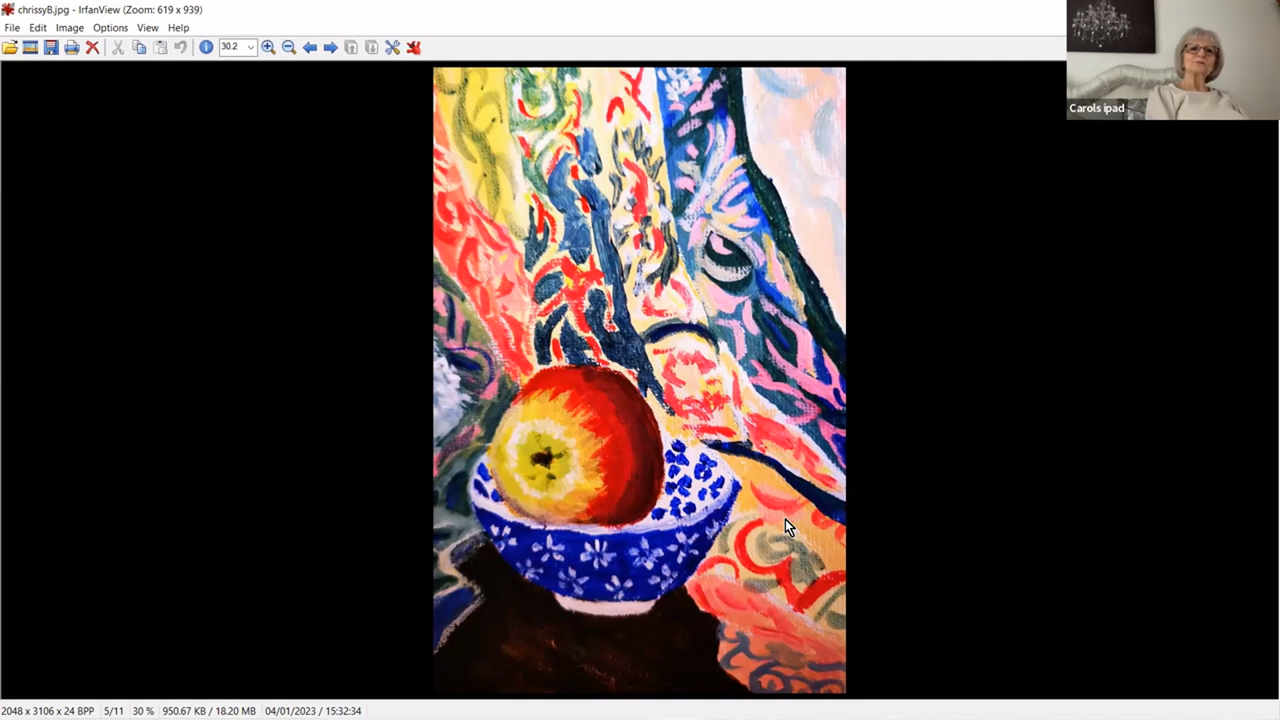 chrissyB.jpg - IrfanView (Zoom: 619 x 939)
File Edit Image Options View Help
30.2
Carols ipad
2048 x 3106 x 24 BPP 5/11 30 % 950.67 KB / 18.20 MB 04/01/2023 / 15:32:34